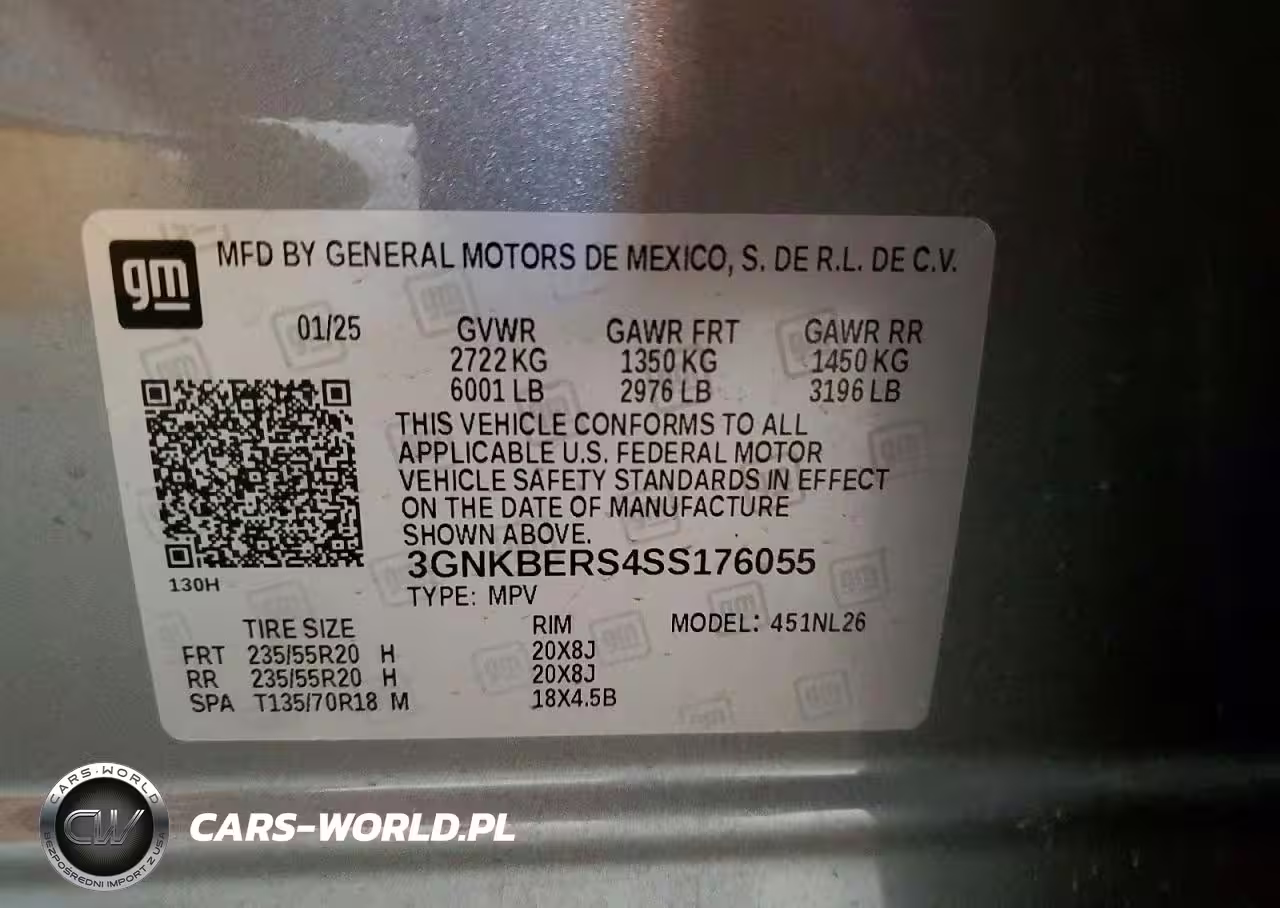 gm
MFD BY GENERAL MOTORS DE MEXICO, S. DE R.L. DE C.V.
01/25 GVWR GAWR FRT GAWR RR
2722 KG 1350 KG 1450 KG
6001 LB 2976 LB 3196 LB
THIS VEHICLE CONFORMS TO ALL
APPLICABLE U.S. FEDERAL MOTOR
VEHICLE SAFETY STANDARDS IN EFFECT
ON THE DATE OF MANUFACTURE
SHOWN ABOVE.
3GNKBERS4SS176055
130H
TYPE: MPV
TIRE SIZE RIM MODEL: 451NL26
FRT 235/55R20 H 20X8J
RR 235/55R20 H 20X8J
SPA T135/70R18 M 18X4.5B
CARS-WORLD
CW
BEZPOŚREDNI IMPORT Z USA
CARS-WORLD.PL